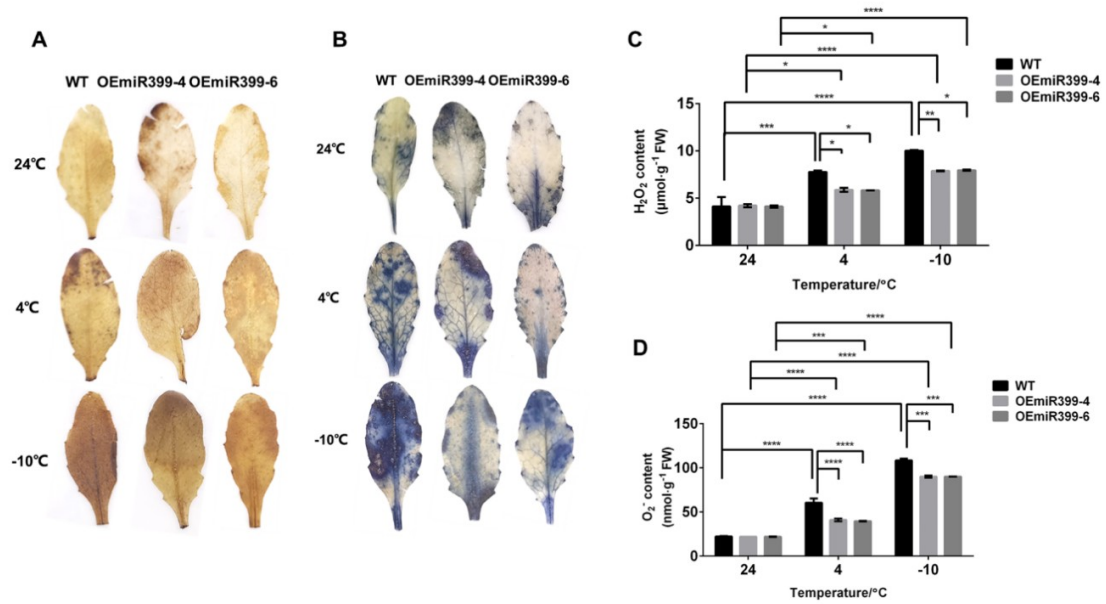 A
WT OEmiR399-4 OEmiR399-6
24℃
4℃
-10℃
B
WT OEmiR399-4 OEmiR399-6
24℃
4℃
-10℃
C
****
*
****
*
****
***
*
*
*
**
WT
OEmiR399-4
OEmiR399-6
15
10
5
0
H₂O₂ content
(μmol·g⁻¹ FW)
24 4 -10
Temperature/°C
D
****
***
****
****
****
****
****
****
***
***
WT
OEmiR399-4
OEmiR399-6
150
100
50
0
O₂⁻ content
(nmol·g⁻¹ FW)
24 4 -10
Temperature/°C